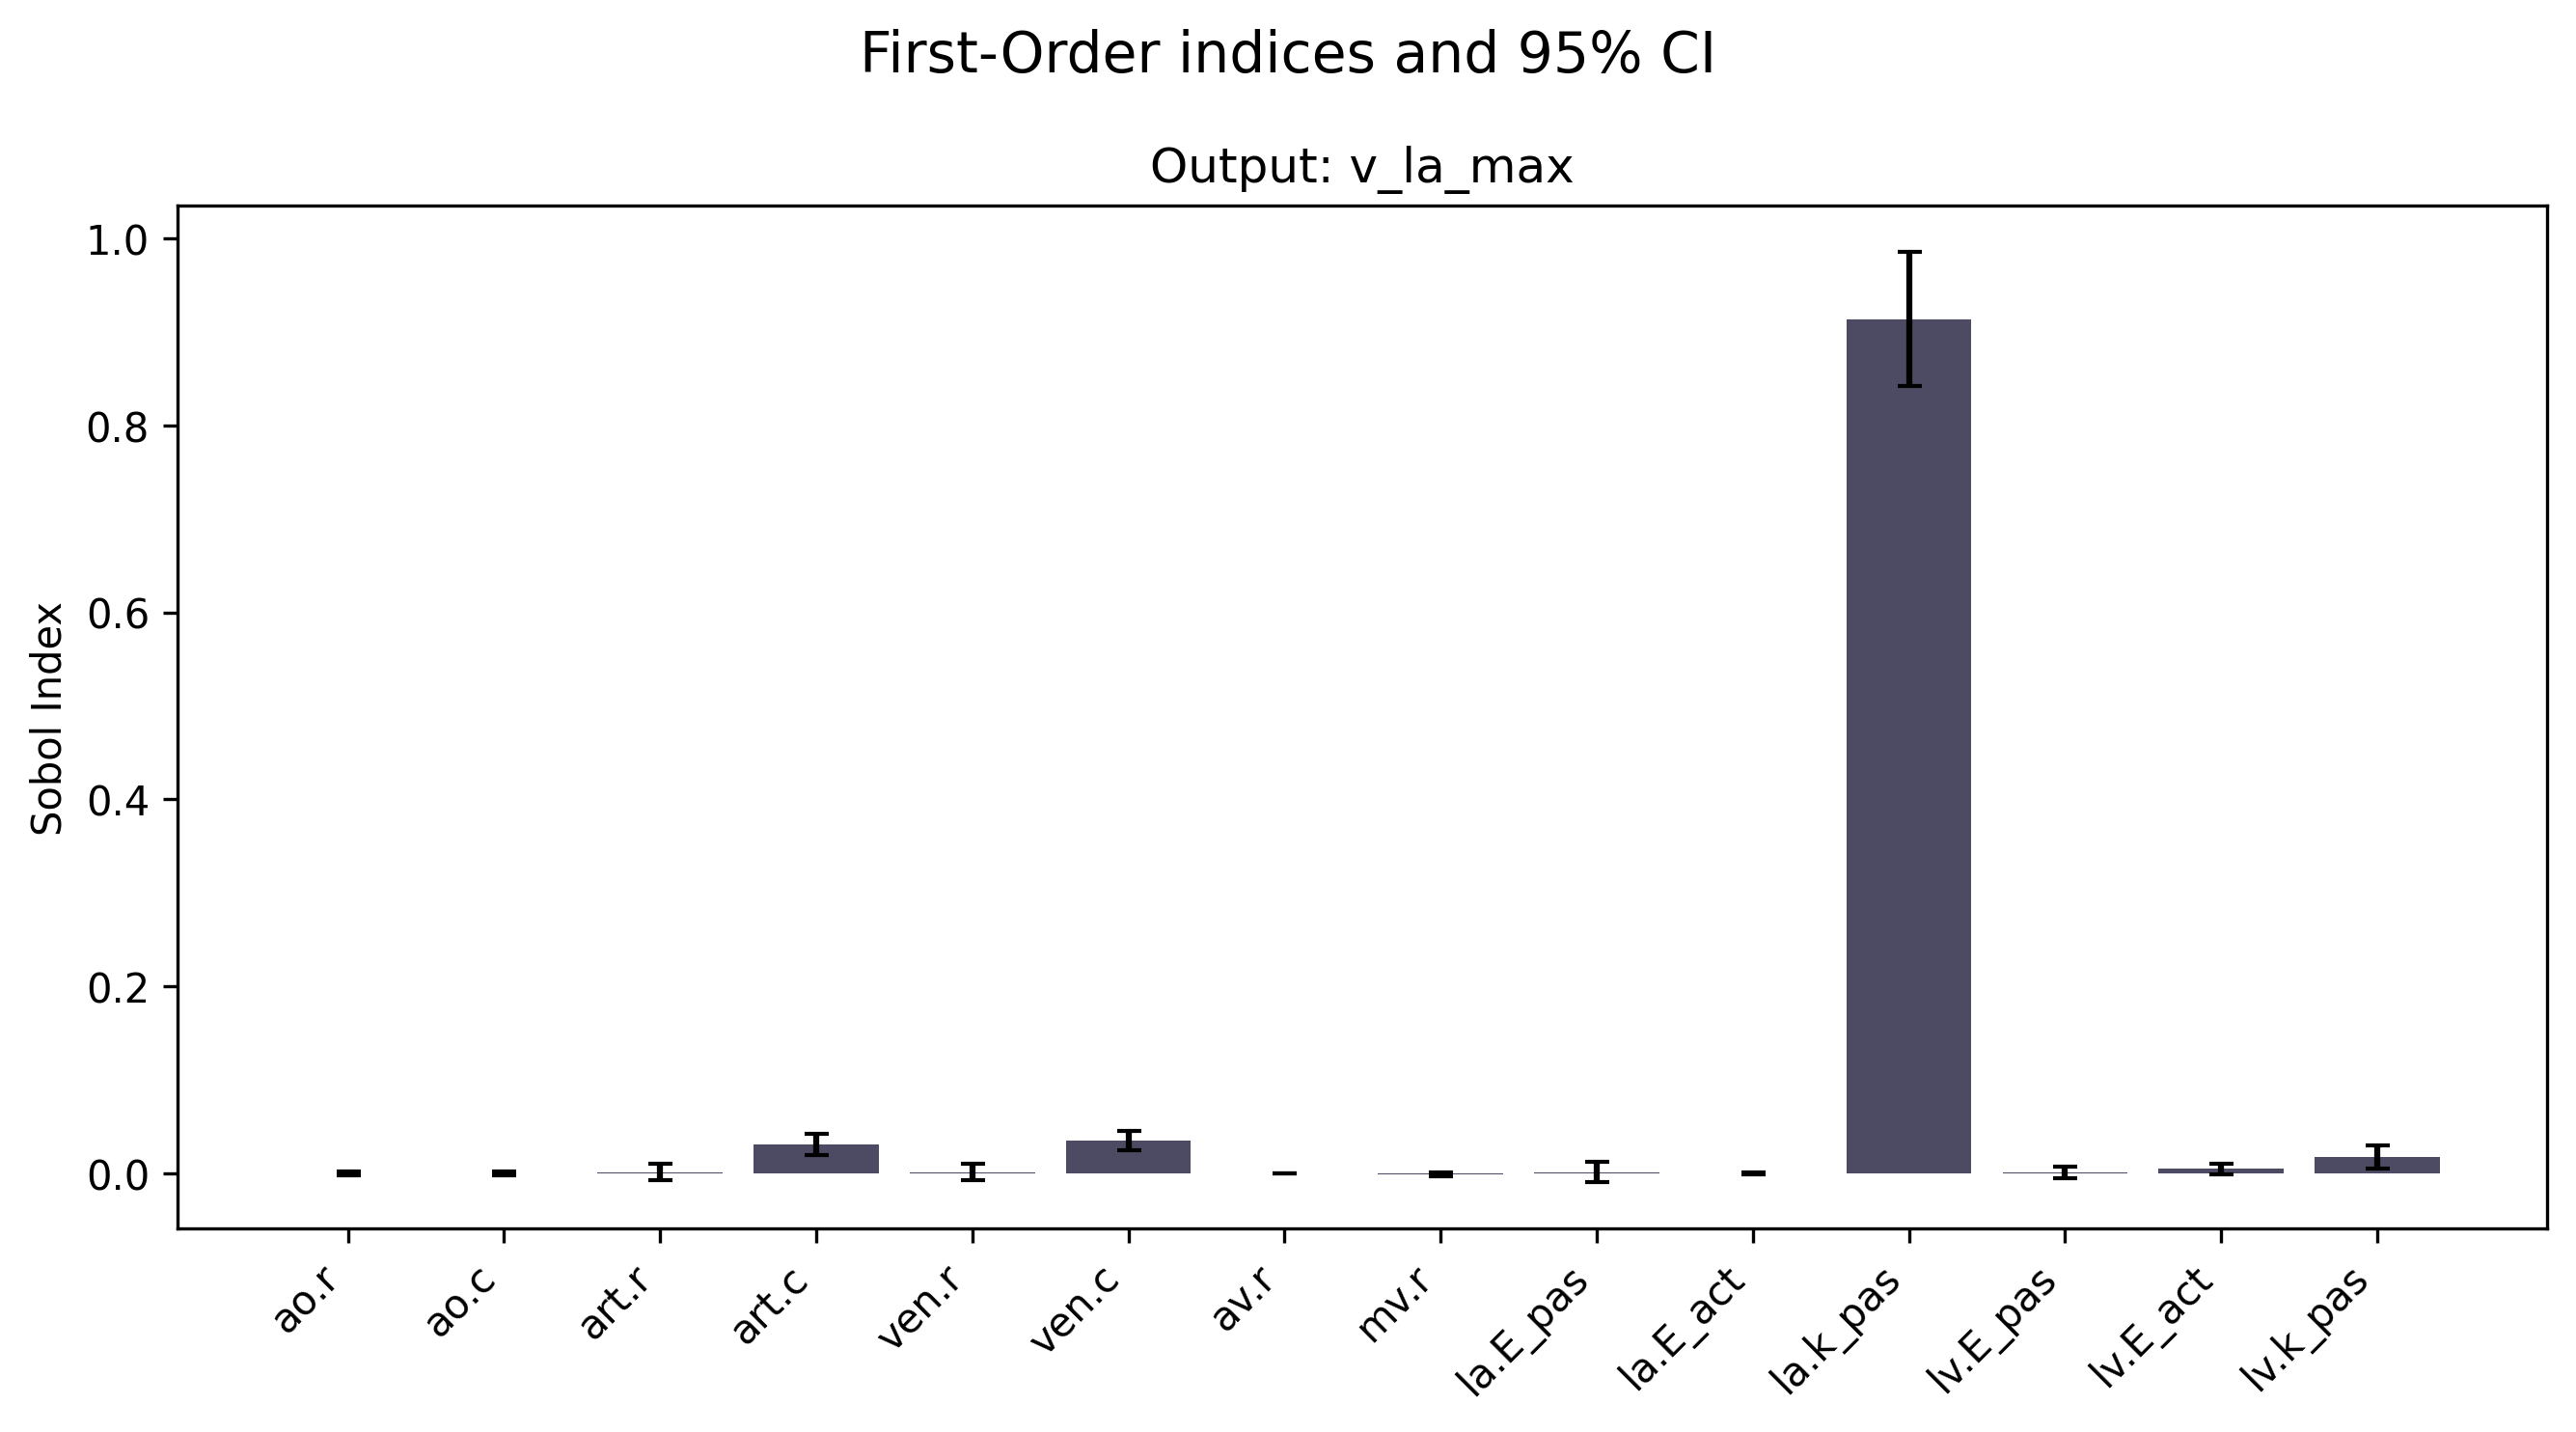 First-Order indices and 95% CI
Output: v_la_max
Sobol Index
1.0
0.8
0.6
0.4
0.2
0.0
ao.r
ao.c
art.r
art.c
ven.r
ven.c
av.r
mv.r
la.E_pas
la.E_act
la.k_pas
lv.E_pas
lv.E_act
lv.k_pas